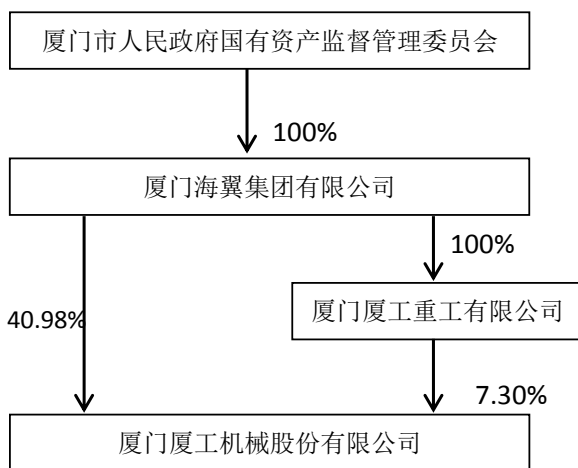 厦门市人民政府国有资产监督管理委员会
100%
厦门海翼集团有限公司
100%
厦门厦工重工有限公司
40.98%
7.30%
厦门厦工机械股份有限公司